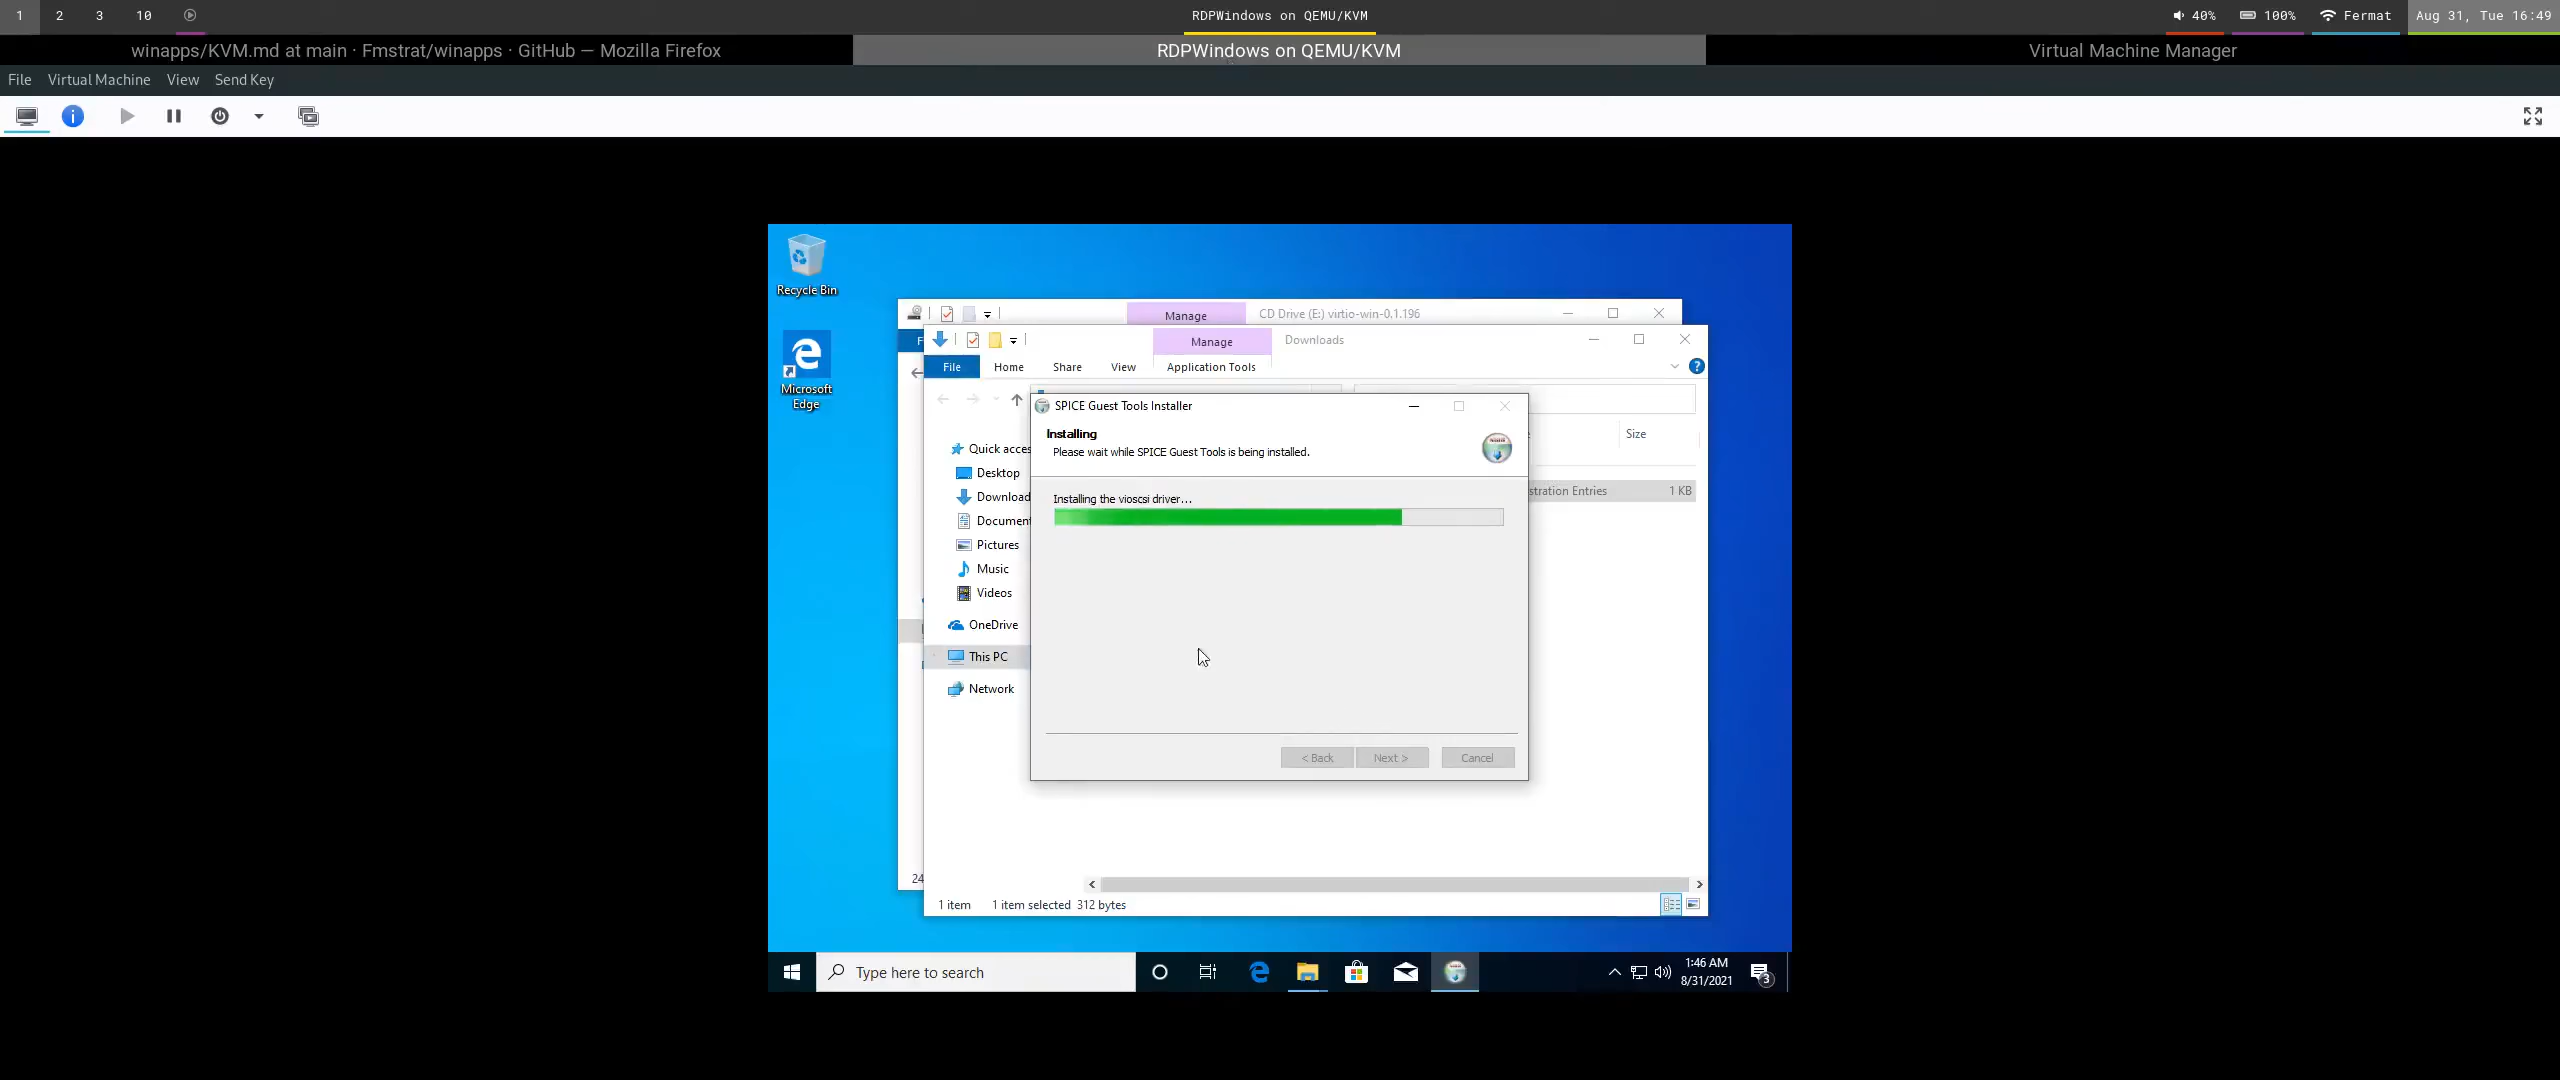 1 2 3 10 RDPWindows on QEMU/KVM 40% 100% Fermat Aug 31, Tue 16:49
winapps/KVM.md at main · Fmstrat/winapps · GitHub — Mozilla Firefox RDPWindows on QEMU/KVM Virtual Machine Manager
File Virtual Machine View Send Key
Recycle Bin
Manage CD Drive (E:) virtio-win-0.1.196
Manage Downloads
File Home Share View Application Tools
SPICE Guest Tools Installer
Installing
Please wait while SPICE Guest Tools is being installed.
Size
Quick acces
Desktop
Download
Documen
Pictures
Music
Videos
OneDrive
This PC
Network
Installing the vioscsi driver...
stration Entries 1 KB
Microsoft
Edge
< Back Next > Cancel
24
1 item 1 item selected 312 bytes
Type here to search
1:46 AM
8/31/2021
3